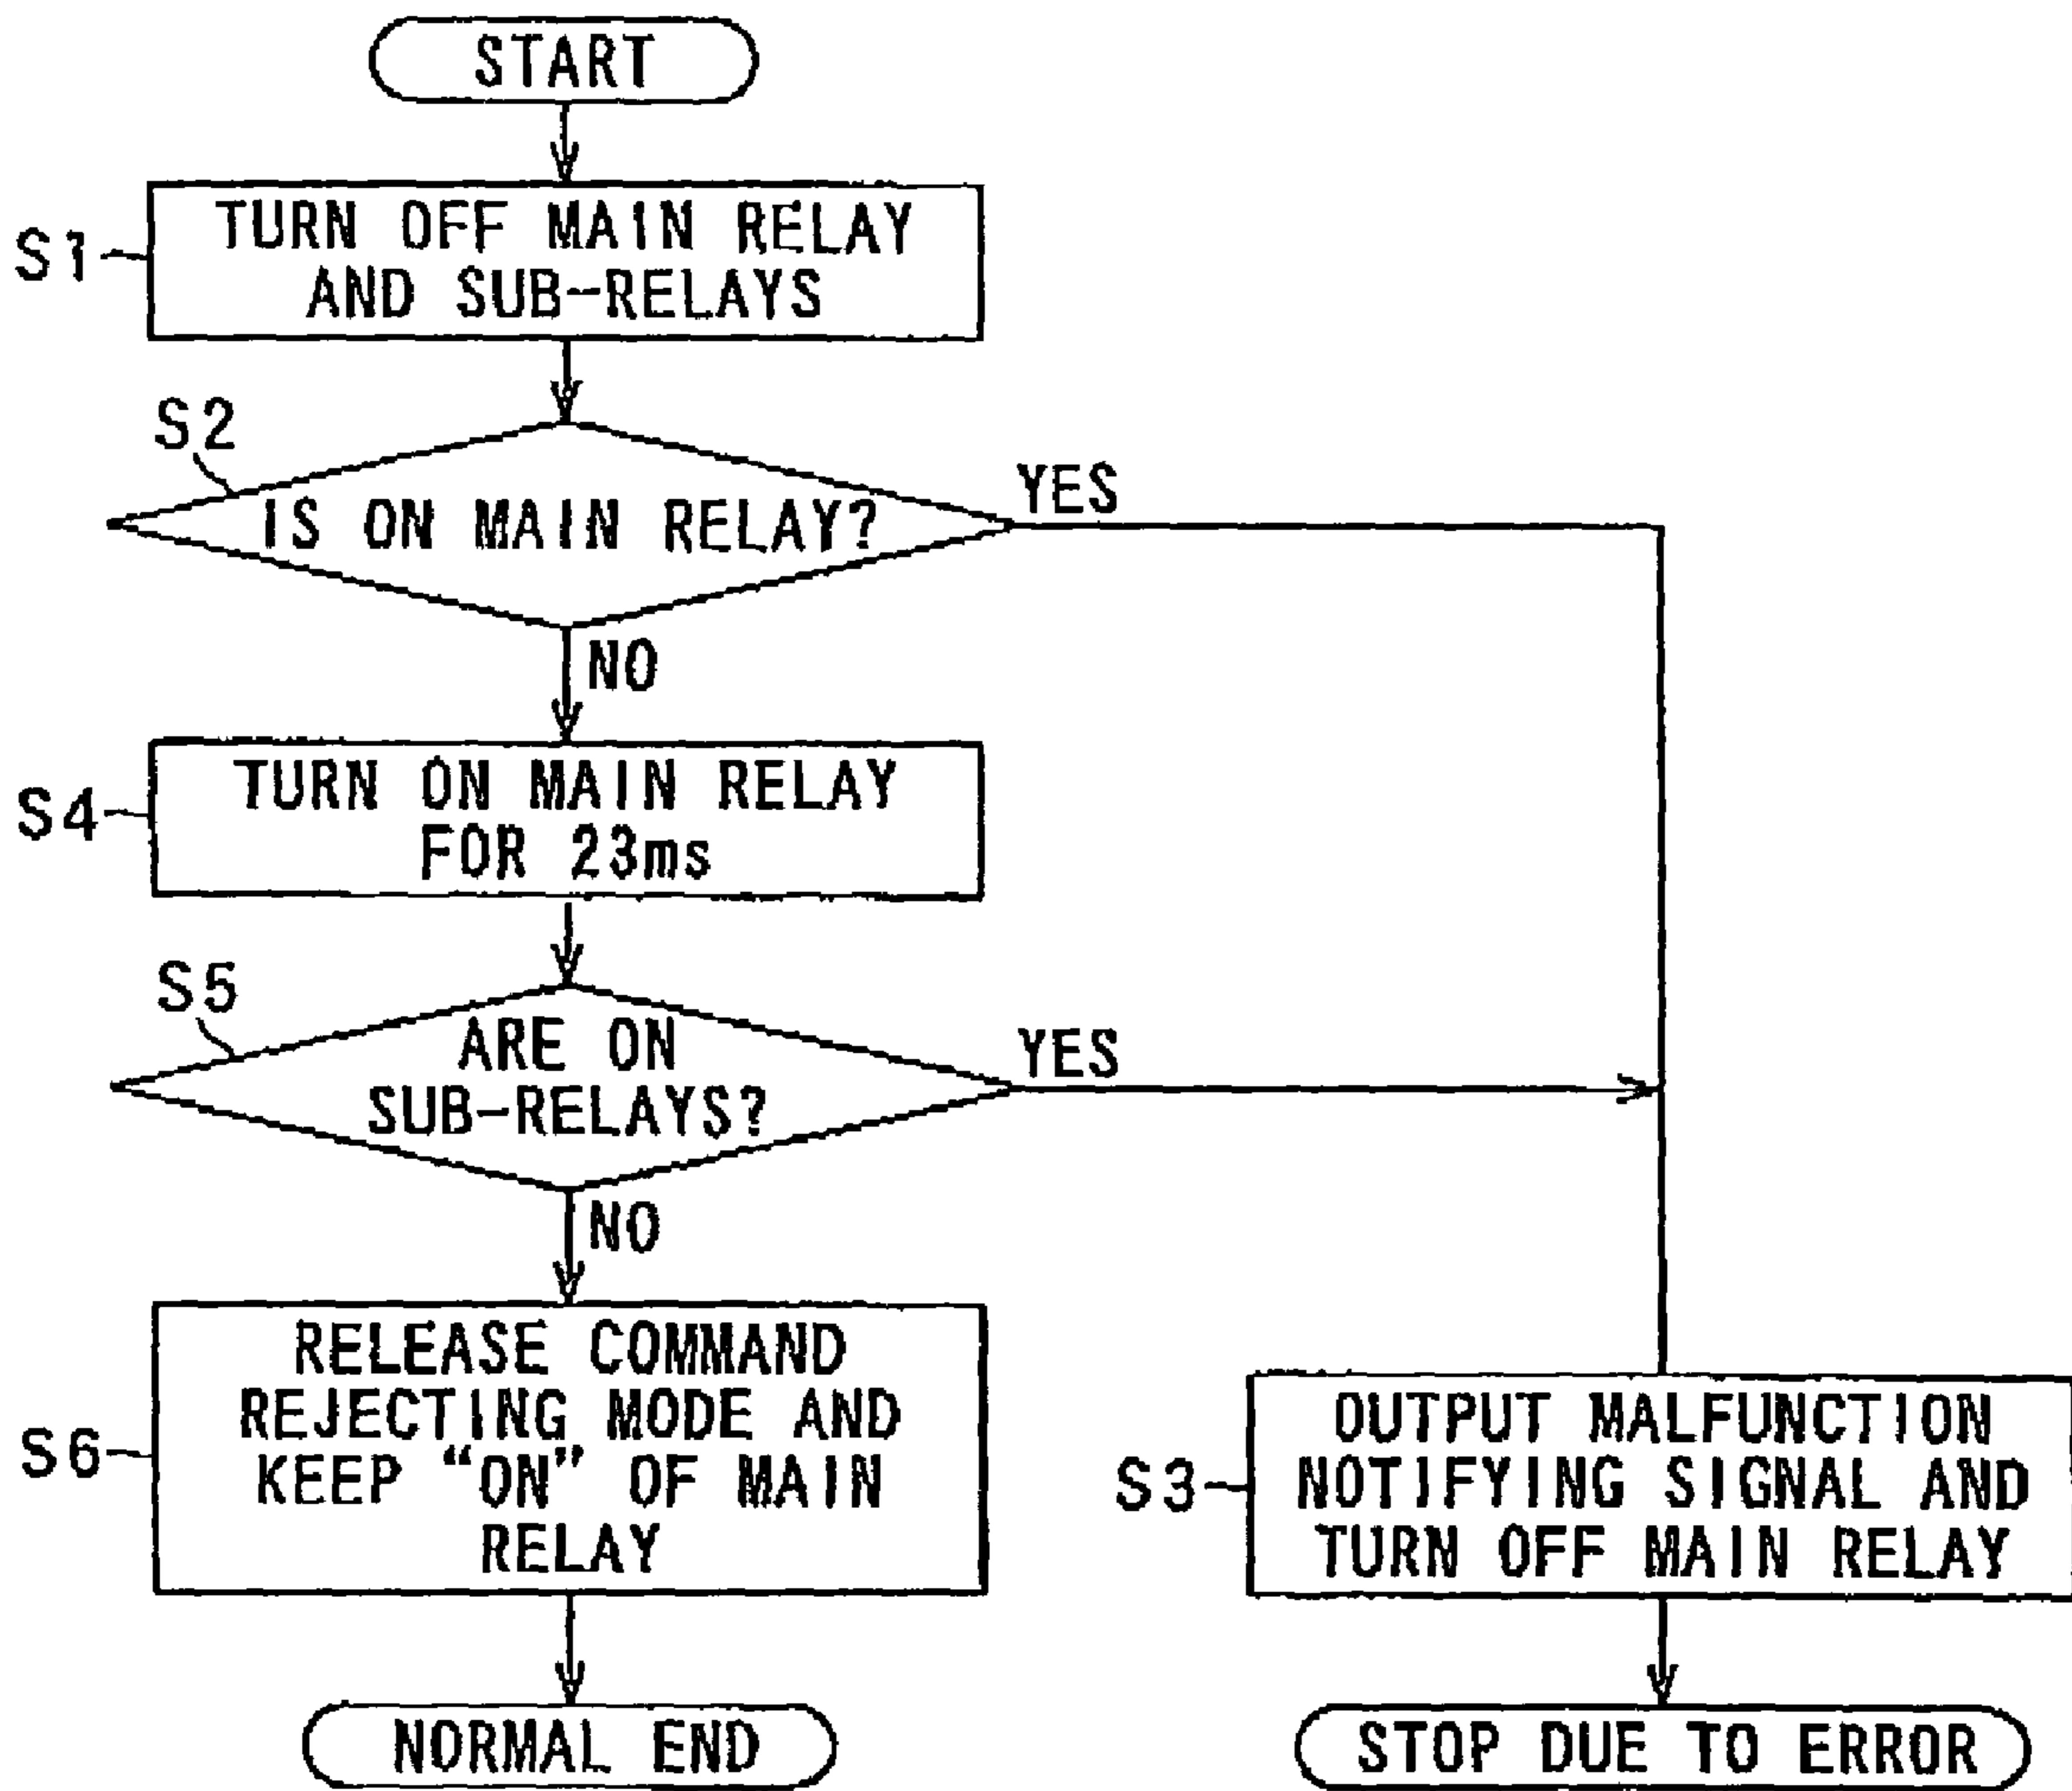 START
S1
TURN OFF MAIN RELAY
AND SUB-RELAYS
S2
IS ON MAIN RELAY?
YES
NO
S4
TURN ON MAIN RELAY
FOR 23ms
S5
ARE ON
SUB-RELAYS?
YES
NO
S6
RELEASE COMMAND
REJECTING MODE AND
KEEP “ON” OF MAIN
RELAY
S3
OUTPUT MALFUNCTION
NOTIFYING SIGNAL AND
TURN OFF MAIN RELAY
NORMAL END
STOP DUE TO ERROR